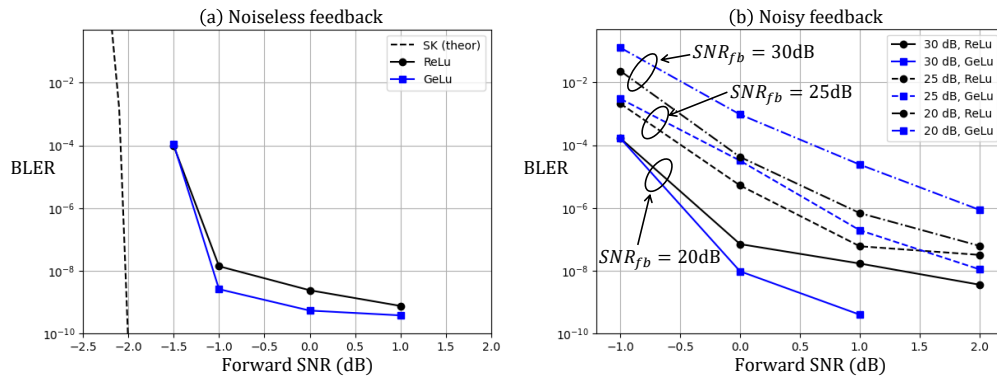 (a) Noiseless feedback
SK (theor)
ReLu
GeLu
10⁻²
10⁻⁴
BLER
10⁻⁶
10⁻⁸
10⁻¹⁰
-2.5 -2.0 -1.5 -1.0 -0.5 0.0 0.5 1.0 1.5 2.0
Forward SNR (dB)
(b) Noisy feedback
SNR_fb = 30dB
SNR_fb = 25dB
SNR_fb = 20dB
30 dB, ReLu
30 dB, GeLu
25 dB, ReLu
25 dB, GeLu
20 dB, ReLu
20 dB, GeLu
10⁻²
10⁻⁴
BLER
10⁻⁶
10⁻⁸
10⁻¹⁰
-1.0 -0.5 0.0 0.5 1.0 1.5 2.0
Forward SNR (dB)